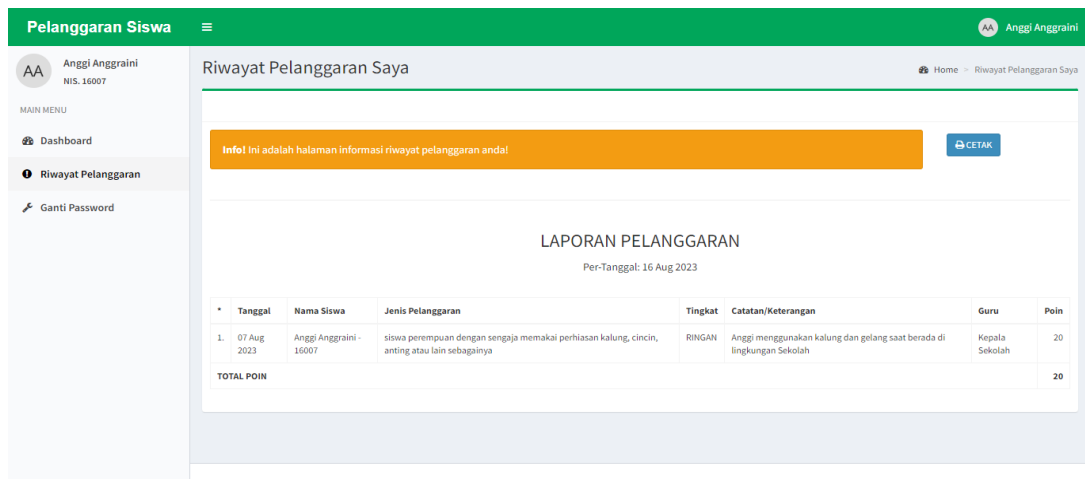 Pelanggaran Siswa
AA Anggi Anggraini
AA
Anggi Anggraini
NIS. 16007
MAIN MENU
Dashboard
Riwayat Pelanggaran
Ganti Password
Riwayat Pelanggaran Saya
Home > Riwayat Pelanggaran Saya
Info! Ini adalah halaman informasi riwayat pelanggaran anda!
CETAK
LAPORAN PELANGGARAN
Per-Tanggal: 16 Aug 2023
* Tanggal Nama Siswa Jenis Pelanggaran Tingkat Catatan/Keterangan Guru Poin
1. 07 Aug Anggi Anggraini - siswa perempuan dengan sengaja memakai perhiasan kalung, cincin, RINGAN Anggi menggunakan kalung dan gelang saat berada di Kepala 20
2023 16007 anting atau lain sebagainya lingkungan Sekolah Sekolah
TOTAL POIN 20